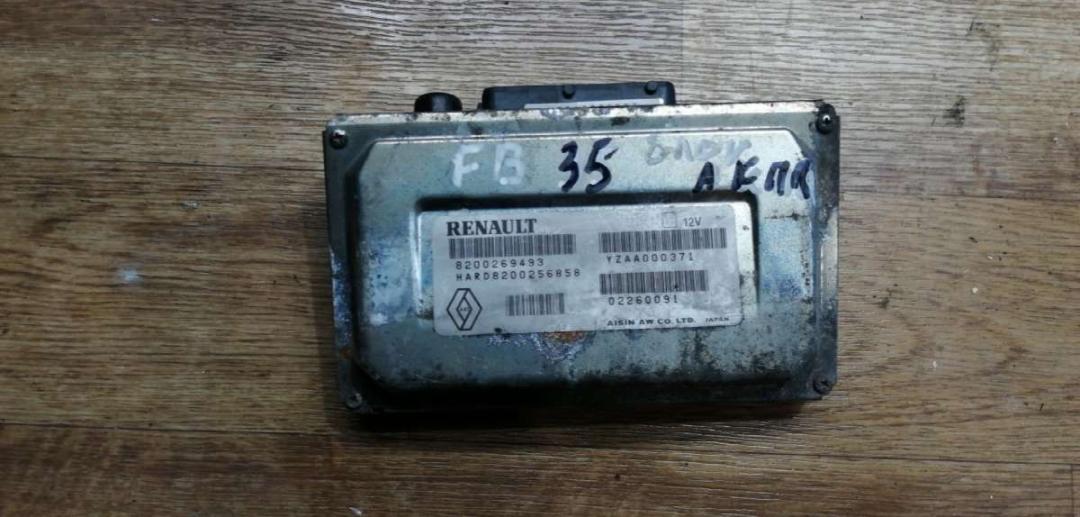 FB 35 блок
АКПП
RENAULT 12V
8200269493 YZAA000371
HARD8200256858
02260091
AISIN AW CO. LTD. JAPAN